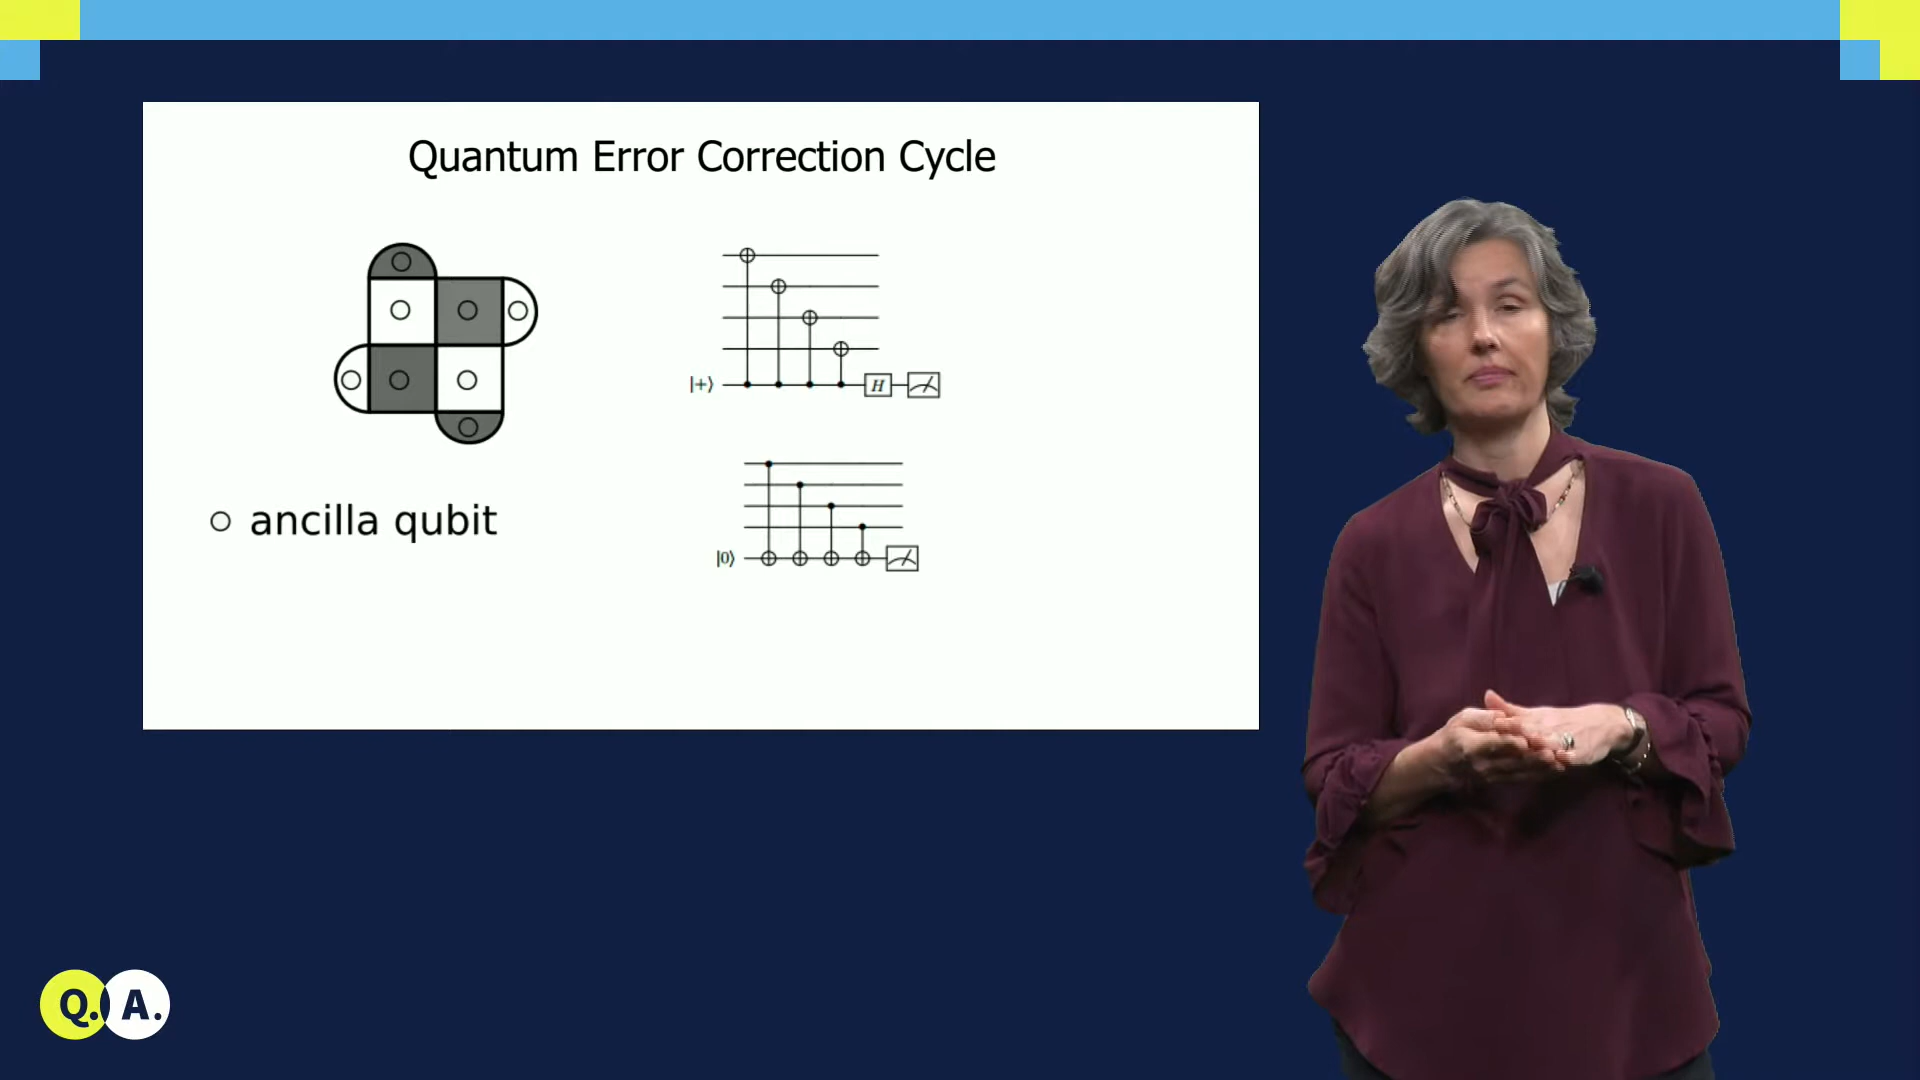 Quantum Error Correction Cycle
|+⟩
H
ancilla qubit
|0⟩
Q. A.